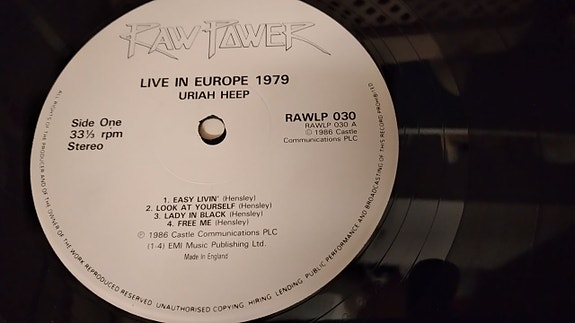 RAW POWER
LIVE IN EUROPE 1979
URIAH HEEP
Side One
33⅓ rpm
Stereo
RAWLP 030
RAWLP 030 A
℗ 1986 Castle
Communications PLC
1. EASY LIVIN' (Hensley)
2. LOOK AT YOURSELF (Hensley)
3. LADY IN BLACK (Hensley)
4. FREE ME (Hensley)
℗ 1986 Castle Communications PLC
(1-4) EMI Music Publishing Ltd.
Made in England
ALL RIGHTS OF THE PRODUCER AND OF THE OWNER OF THE WORK REPRODUCED RESERVED. UNAUTHORISED COPYING, HIRING, LENDING, PUBLIC PERFORMANCE AND BROADCASTING OF THIS RECORD PROHIBITED